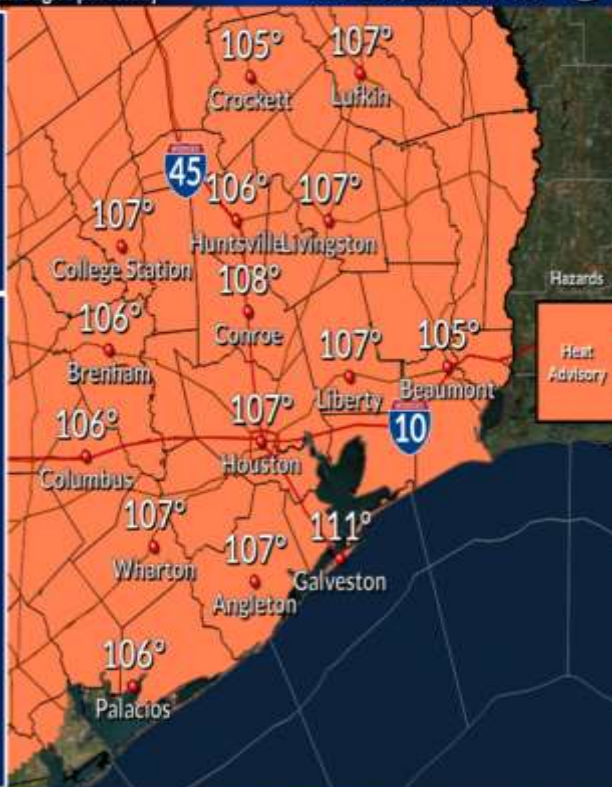 105° 107°
Crockett Lufkin
INTERSTATE
45
106° 107°
107°
Huntsville Livingston
College Station
Hazards
108°
Conroe
106° 105°
107°
Heat
Advisory
Brenham
Beaumont
Liberty
107°
106°
10
Houston
Columbus
107° 111°
107°
Wharton
Galveston
Angleton
106°
Palacios